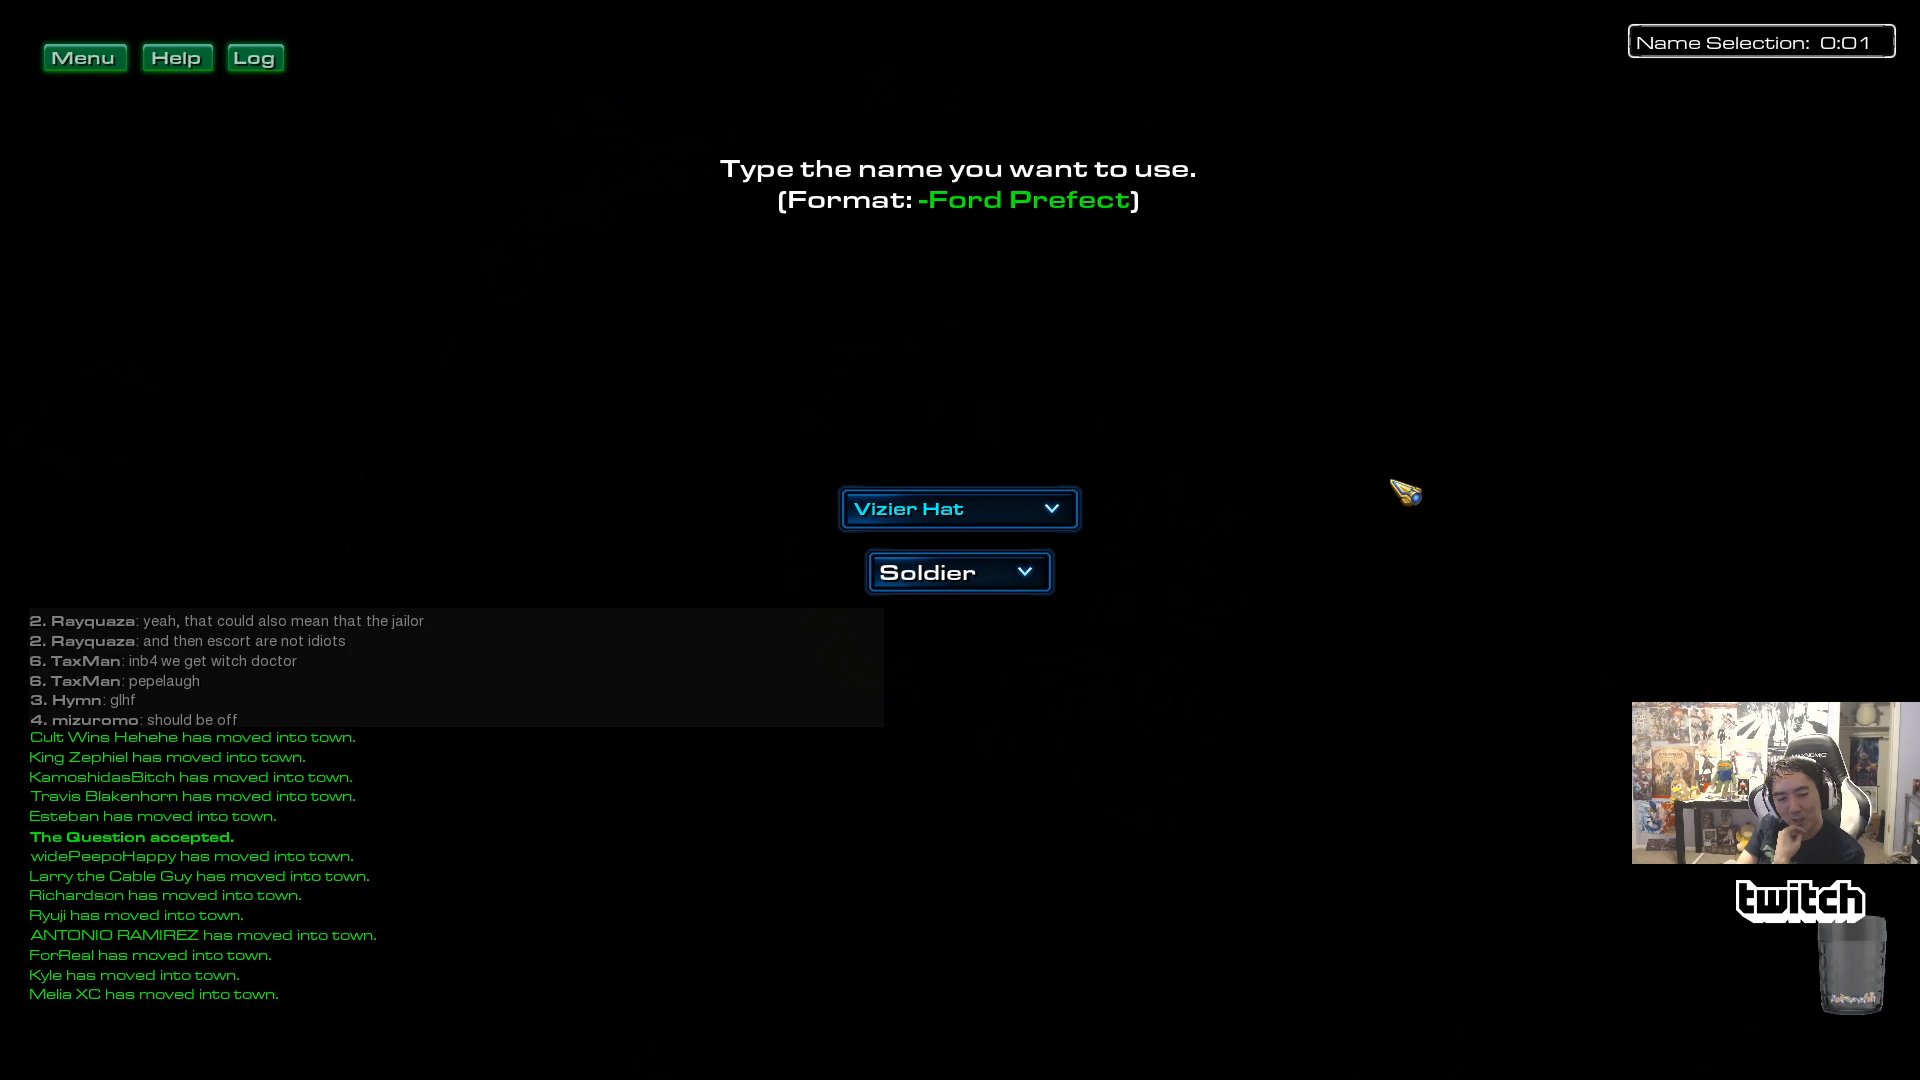 Menu
Help
Log
Name Selection: 0:01
Type the name you want to use.
(Format: -Ford Prefect)
Vizier Hat
Soldier
2. Rayquaza: yeah, that could also mean that the jailor
2. Rayquaza: and then escort are not idiots
6. TaxMan: inb4 we get witch doctor
6. TaxMan: pepelaugh
3. Hymn: glhf
4. mizuromo: should be off
Cult Wins Hehehe has moved into town.
King Zephiel has moved into town.
KamoshidasBitch has moved into town.
Travis Blakenhorn has moved into town.
Esteban has moved into town.
The Question accepted.
widePeepoHappy has moved into town.
Larry the Cable Guy has moved into town.
Richardson has moved into town.
Ryuji has moved into town.
ANTONIO RAMIREZ has moved into town.
ForReal has moved into town.
Kyle has moved into town.
Melia XC has moved into town.
twitch